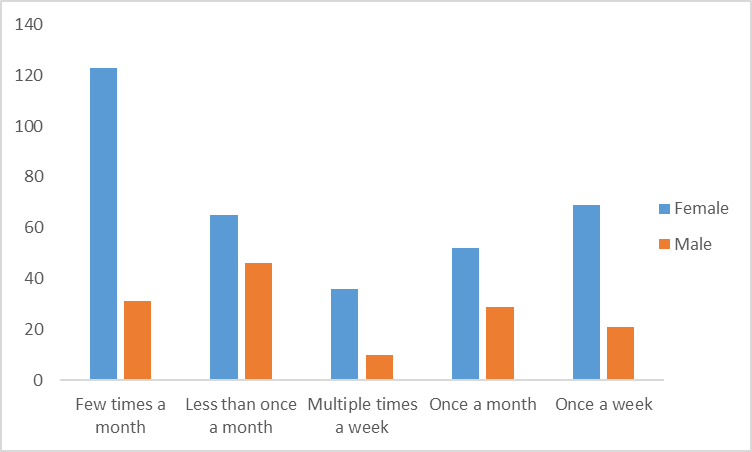 140
120
100
80
60
40
20
0
Few times a
month
Less than once
a month
Multiple times
a week
Once a month
Once a week
Female
Male